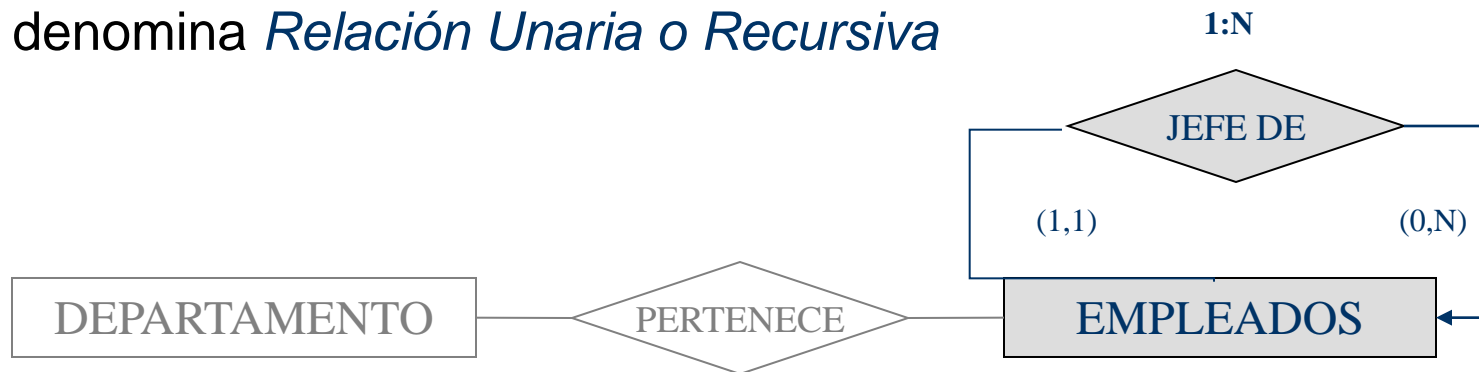 denomina Relación Unaria o Recursiva
1:N
JEFE DE
(1,1)
(0,N)
DEPARTAMENTO
PERTENECE
EMPLEADOS